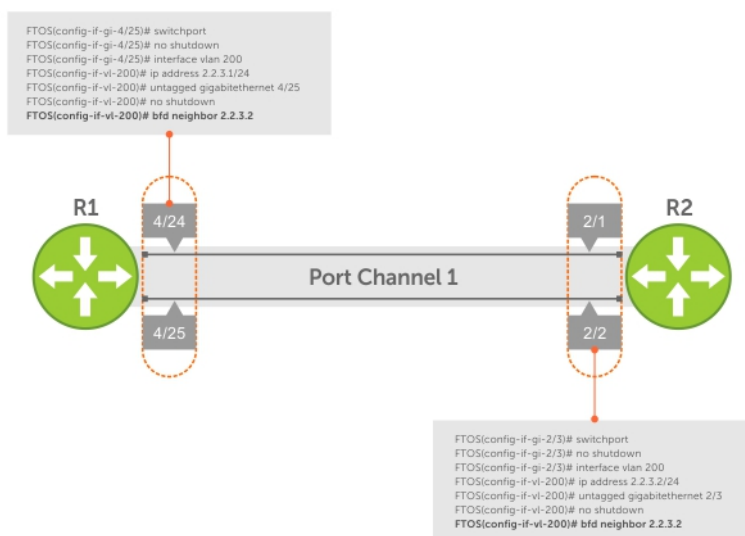 FTOS(config-if-gi-4/25)# switchport
FTOS(config-if-gi-4/25)# no shutdown
FTOS(config-if-gi-4/25)# interface vlan 200
FTOS(config-if-vl-200)# ip address 2.2.3.1/24
FTOS(config-if-vl-200)# untagged gigabitethernet 4/25
FTOS(config-if-vl-200)# no shutdown
FTOS(config-if-vl-200)# bfd neighbor 2.2.3.2
R1
4/24
2/1
R2
Port Channel 1
4/25
2/2
FTOS(config-if-gi-2/3)# switchport
FTOS(config-if-gi-2/3)# no shutdown
FTOS(config-if-gi-2/3)# interface vlan 200
FTOS(config-if-vl-200)# ip address 2.2.3.2/24
FTOS(config-if-vl-200)# untagged gigabitethernet 2/3
FTOS(config-if-vl-200)# no shutdown
FTOS(config-if-vl-200)# bfd neighbor 2.2.3.2